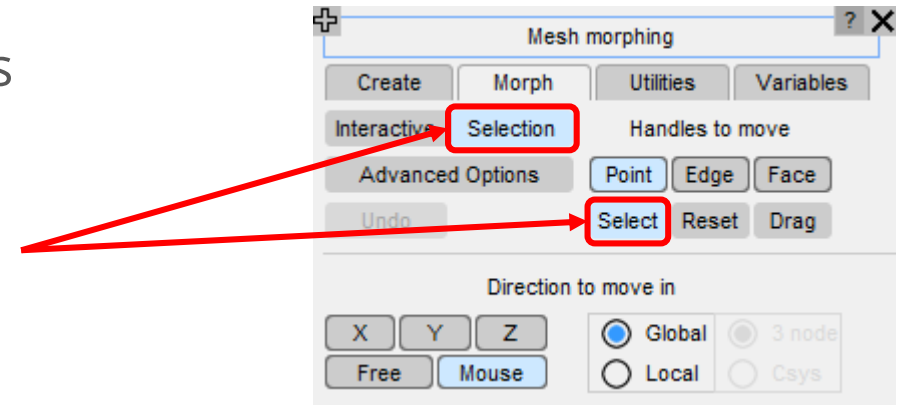 Mesh morphing ?
s
Create Morph Utilities Variables
Interactive Selection Handles to move
Advanced Options Point Edge Face
Undo Select Reset Drag
Direction to move in
X Y Z Global 3 node
Free Mouse Local Csys